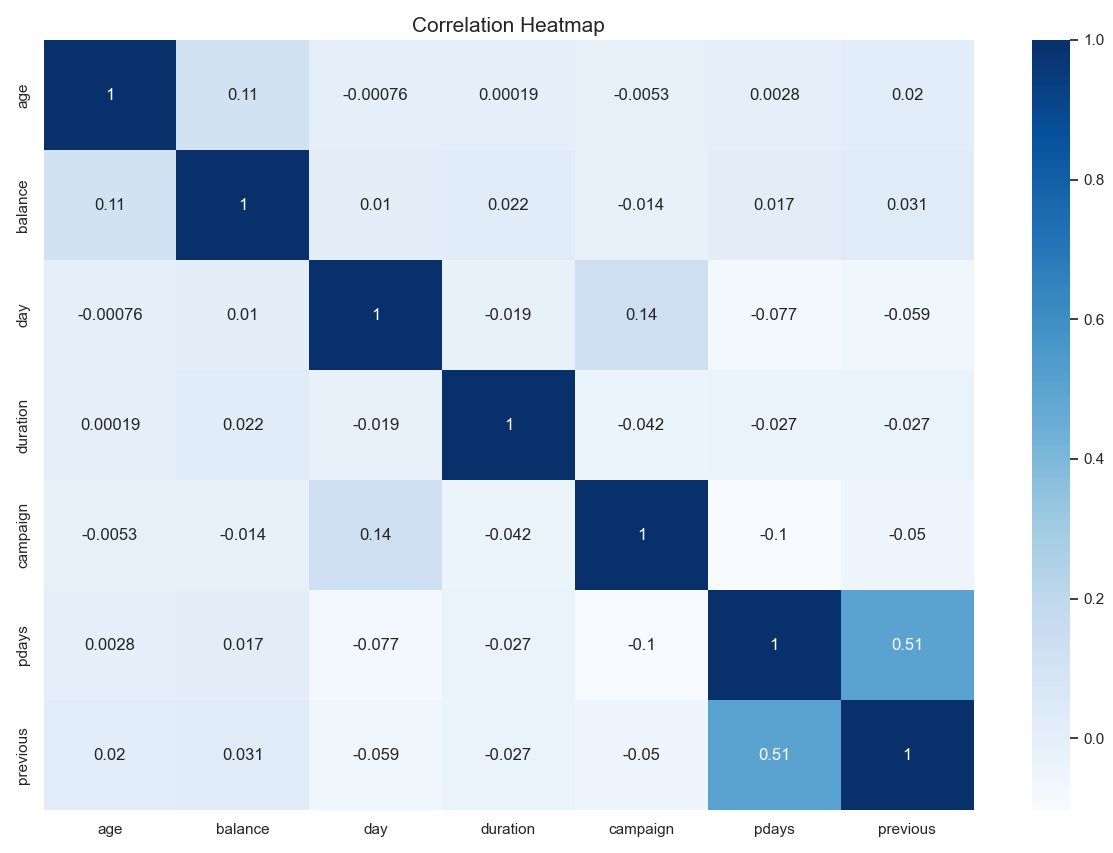 Correlation Heatmap
age 1 0.11 -0.00076 0.00019 -0.0053 0.0028 0.02
balance 0.11 1 0.01 0.022 -0.014 0.017 0.031
day -0.00076 0.01 1 -0.019 0.14 -0.077 -0.059
duration 0.00019 0.022 -0.019 1 -0.042 -0.027 -0.027
campaign -0.0053 -0.014 0.14 -0.042 1 -0.1 -0.05
pdays 0.0028 0.017 -0.077 -0.027 -0.1 1 0.51
previous 0.02 0.031 -0.059 -0.027 -0.05 0.51 1
age balance day duration campaign pdays previous
1.0
0.8
0.6
0.4
0.2
0.0